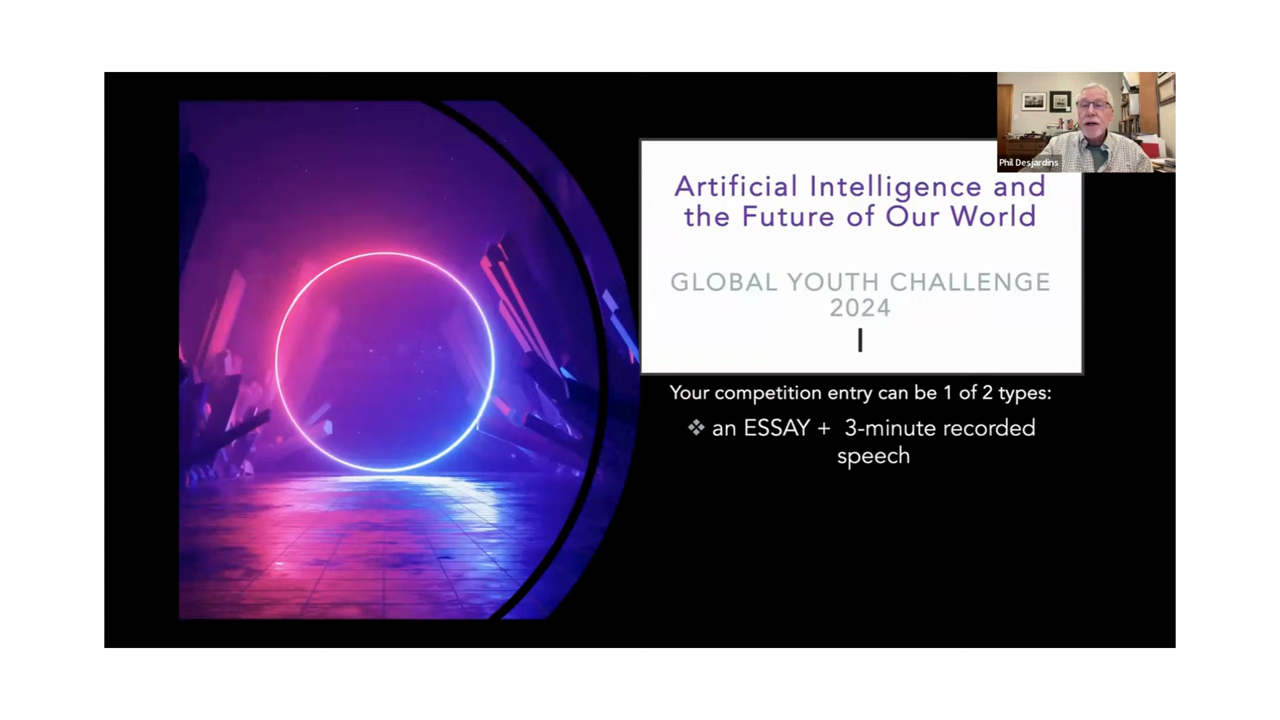 Phil Desjardins
Artificial Intelligence and
the Future of Our World
GLOBAL YOUTH CHALLENGE
2024
Your competition entry can be 1 of 2 types:
❖ an ESSAY + 3-minute recorded
speech